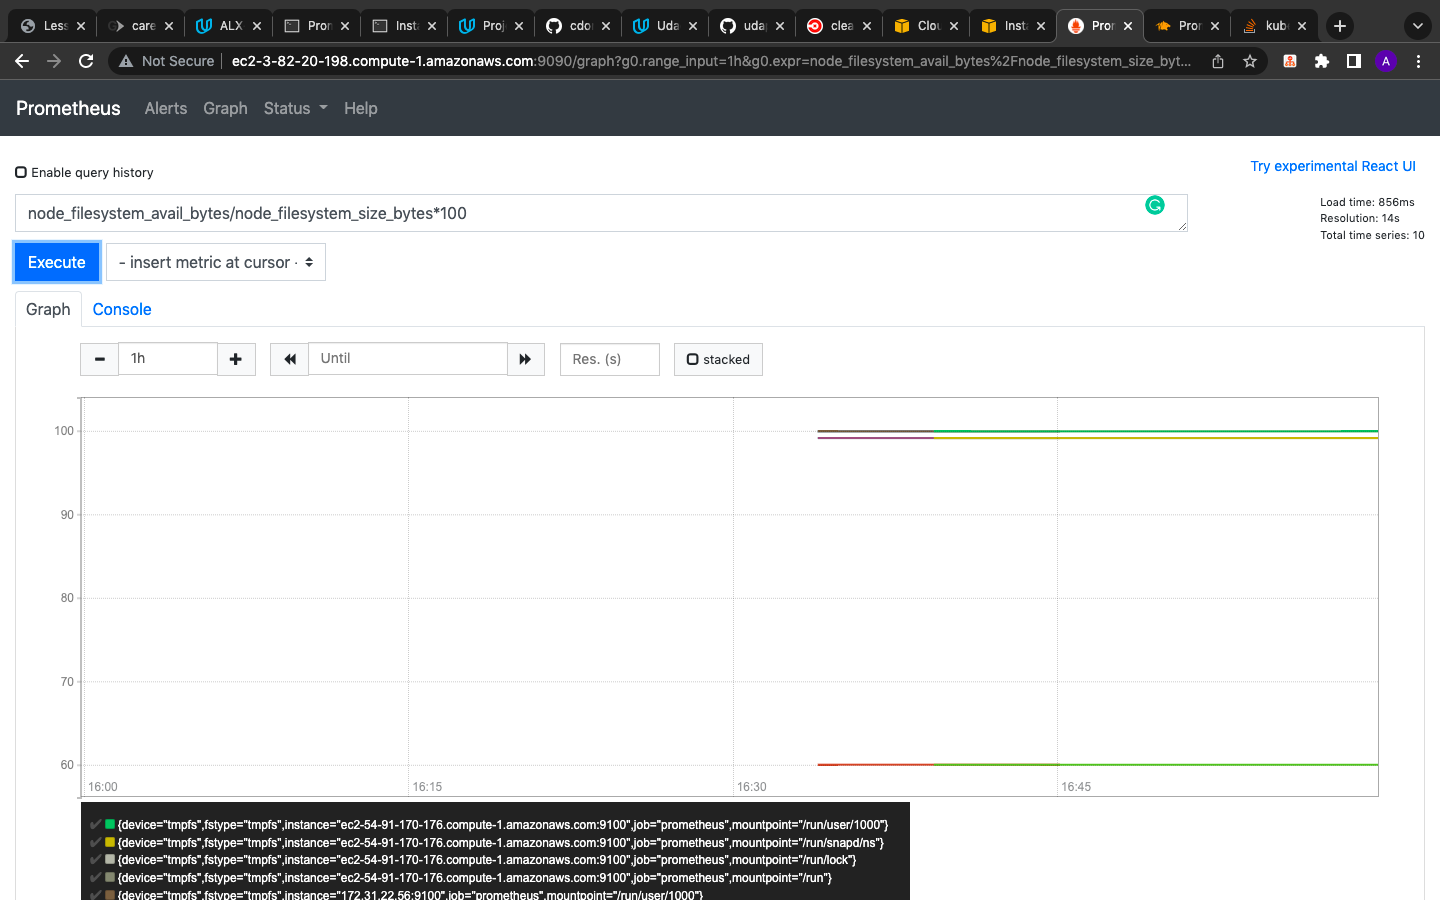 Less
care
ALX
Pron
Insta
Proje
cdon
Uda
uda
clea
Clou
Insta
Pror
Pror
kube
Not Secure
ec2-3-82-20-198.compute-1.amazonaws.com:9090/graph?g0.range_input=1h&g0.expr=node_filesystem_avail_bytes%2Fnode_filesystem_size_byt...
A
Prometheus Alerts Graph Status Help
Enable query history
Try experimental React UI
node_filesystem_avail_bytes/node_filesystem_size_bytes*100
Load time: 856ms
Resolution: 14s
Total time series: 10
Execute
- insert metric at cursor -
Graph Console
1h
Until
Res. (s)
stacked
100
90
80
70
60
16:00
16:15
16:30
16:45
{device="tmpfs",fstype="tmpfs",instance="ec2-54-91-170-176.compute-1.amazonaws.com:9100",job="prometheus",mountpoint="/run/user/1000"}
{device="tmpfs",fstype="tmpfs",instance="ec2-54-91-170-176.compute-1.amazonaws.com:9100",job="prometheus",mountpoint="/run/snapd/ns"}
{device="tmpfs",fstype="tmpfs",instance="ec2-54-91-170-176.compute-1.amazonaws.com:9100",job="prometheus",mountpoint="/run/lock"}
{device="tmpfs",fstype="tmpfs",instance="ec2-54-91-170-176.compute-1.amazonaws.com:9100",job="prometheus",mountpoint="/run"}
{device="tmpfs",fstype="tmpfs",instance="172.31.22.56:9100",job="prometheus",mountpoint="/run/user/1000"}